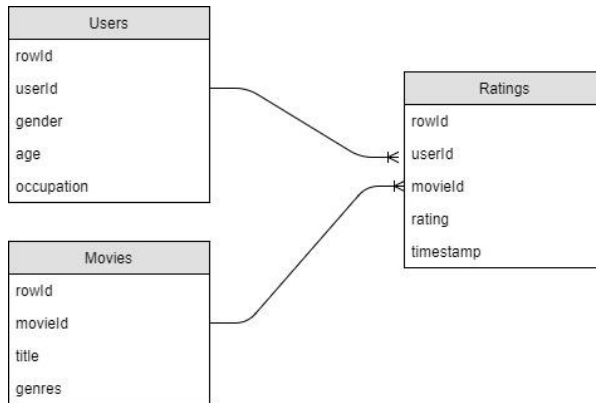 Users
rowId
userId
gender
age
occupation
Movies
rowId
movieId
title
genres
Ratings
rowId
userId
movieId
rating
timestamp